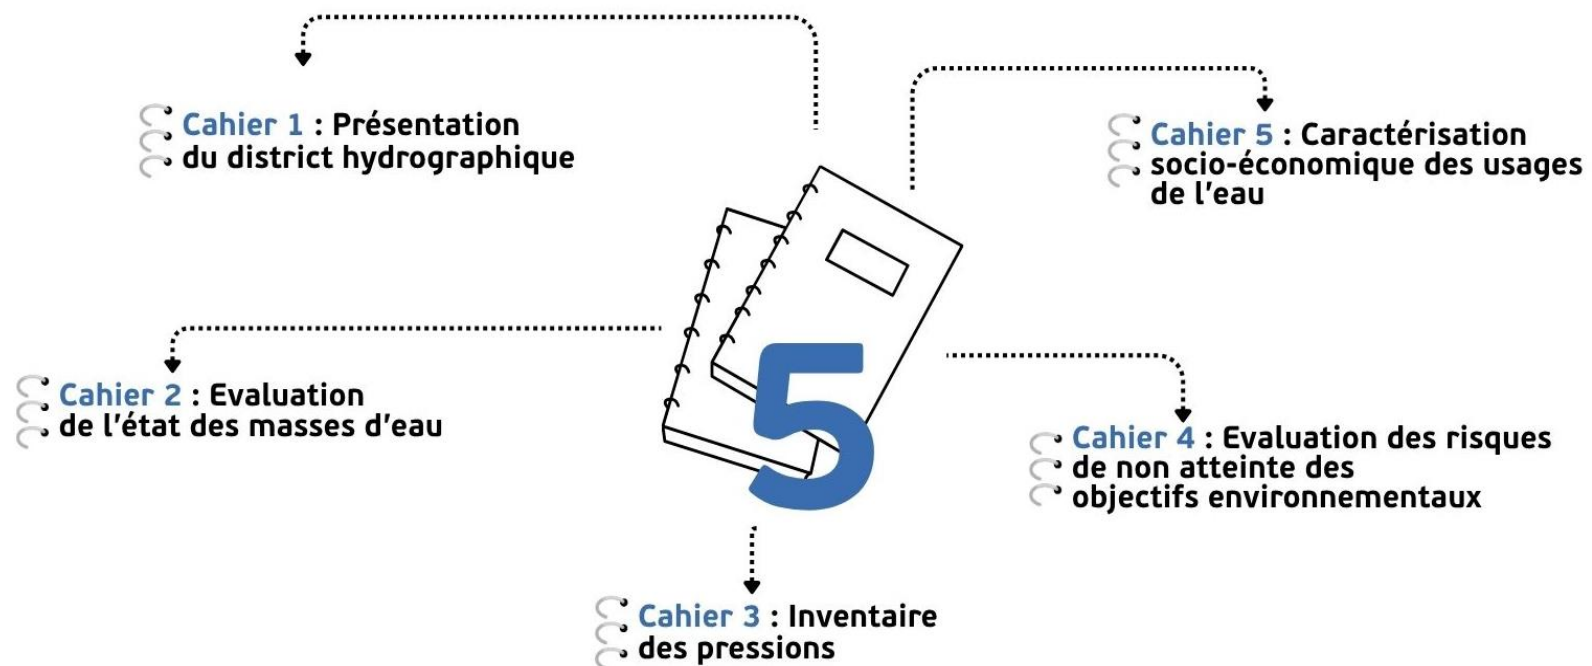 Cahier 1 : Présentation
du district hydrographique
Cahier 5 : Caractérisation
socio-économique des usages
de l'eau
5
Cahier 2 : Evaluation
de l'état des masses d'eau
Cahier 4 : Evaluation des risques
de non atteinte des
objectifs environnementaux
Cahier 3 : Inventaire
des pressions